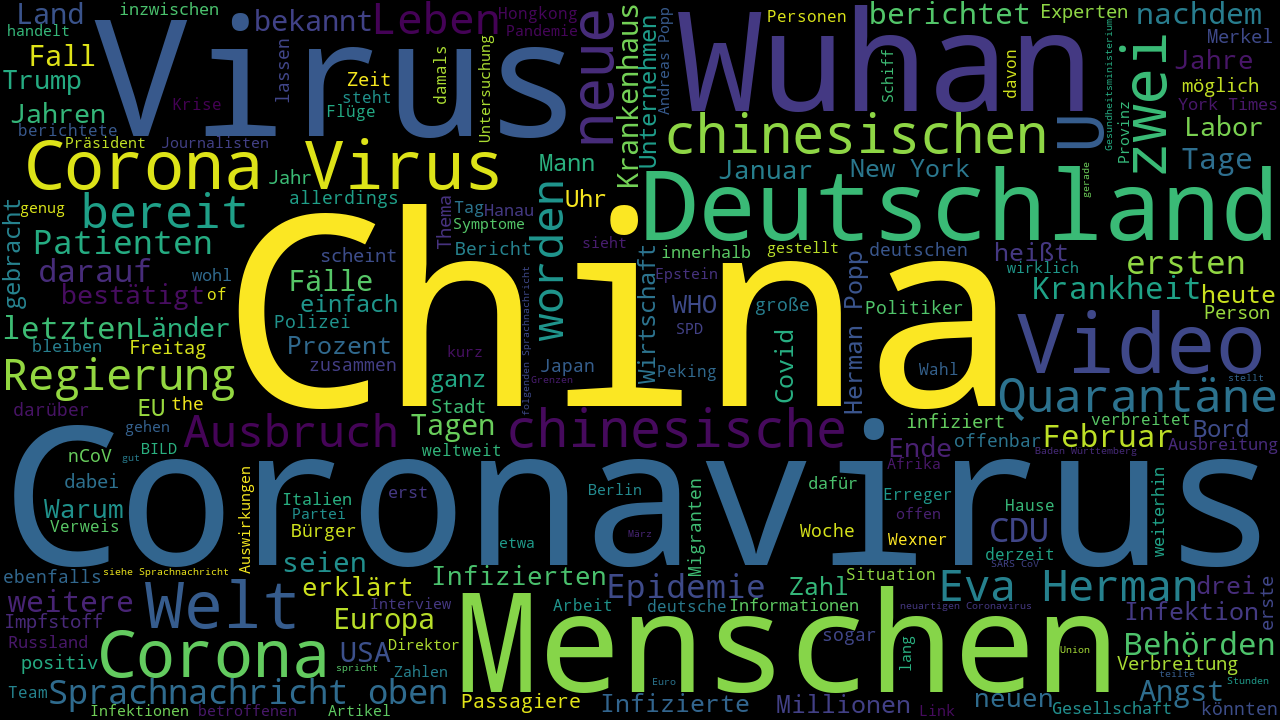 Land
inzwischen
Virus
bekannt
Leben
Hongkong
Pandemie
neue
Krankenhaus
Unternehmen
Andreas Popp
Wuhan
Personen
berichtet
Experten
nachdem
Merkel
handelt
Fall
Trump
Jahren
berichtete
Krise
lassen
Zeit
steht
Flüge
damals
Untersuchung
Schiff
davon
U
Gesundheitsministerium
Provinz
zwei
Jahre
möglich
York Times
Labor
Tage
Präsident
Journalisten
Corona Virus
Jahr
allerdings
Mann
Uhr
chinesischen
Januar
New York
gerade
genug
bereit
Patienten
gebracht
darauf
wohl
bestätigt
of
scheint
Fälle
einfach
Polizei
Prozent
zusammen
Thema
Tag
Hanau
Symptome
Bericht
worden
sieht
Deutschland
innerhalb
gestellt
deutschen
heißt
wirklich
ersten
Epstein
WHO
große
SPD
Wirtschaft
Herman Popp
Politiker
Krankheit
heute
Person
letzten
Länder
bleiben
Freitag
China
kurz
folgenden Sprachnachricht
Japan
Grenzen
Peking
Covid
Wahl
Video
stellt
Regierung
darüber
EU
the
ganz
Stadt
Tagen
weltweit
Quarantäne
infiziert
verbreitet
gehen
BILD
Ausbruch
chinesische
Ende
offenbar
Februar
Bord
Ausbreitung
Baden Württemberg
nCoV
gut
Afrika
dabei
Warum
Verweis
Coronavirus
Auswirkungen
Italien
Partei
Bürger
erst
Berlin
März
etwa
Migranten
dafür
Woche
Erreger
offen
Wexner
Hause
CDU
derzeit
SARS CoV
weiterhin
ebenfalls
siehe Sprachnachricht
seien
weitere
Impfstoff
Welt
erklärt
Infizierten
Epidemie
Zahl
Situation
Eva Herman
drei
erste
Russland
Europa
Interview
Arbeit
deutsche
Informationen
neuartigen Coronavirus
Infektion
positiv
Corona
USA
Direktor
spricht
Zahlen
Menschen
sogar
lang
Union
Behörden
Verbreitung
Team
Sprachnachricht oben
Euro
teilte
Angst
Stunden
Infektionen
betroffenen
Artikel
Passagiere
Infizierte
Millionen
Link
neuen
Gesellschaft
könnten